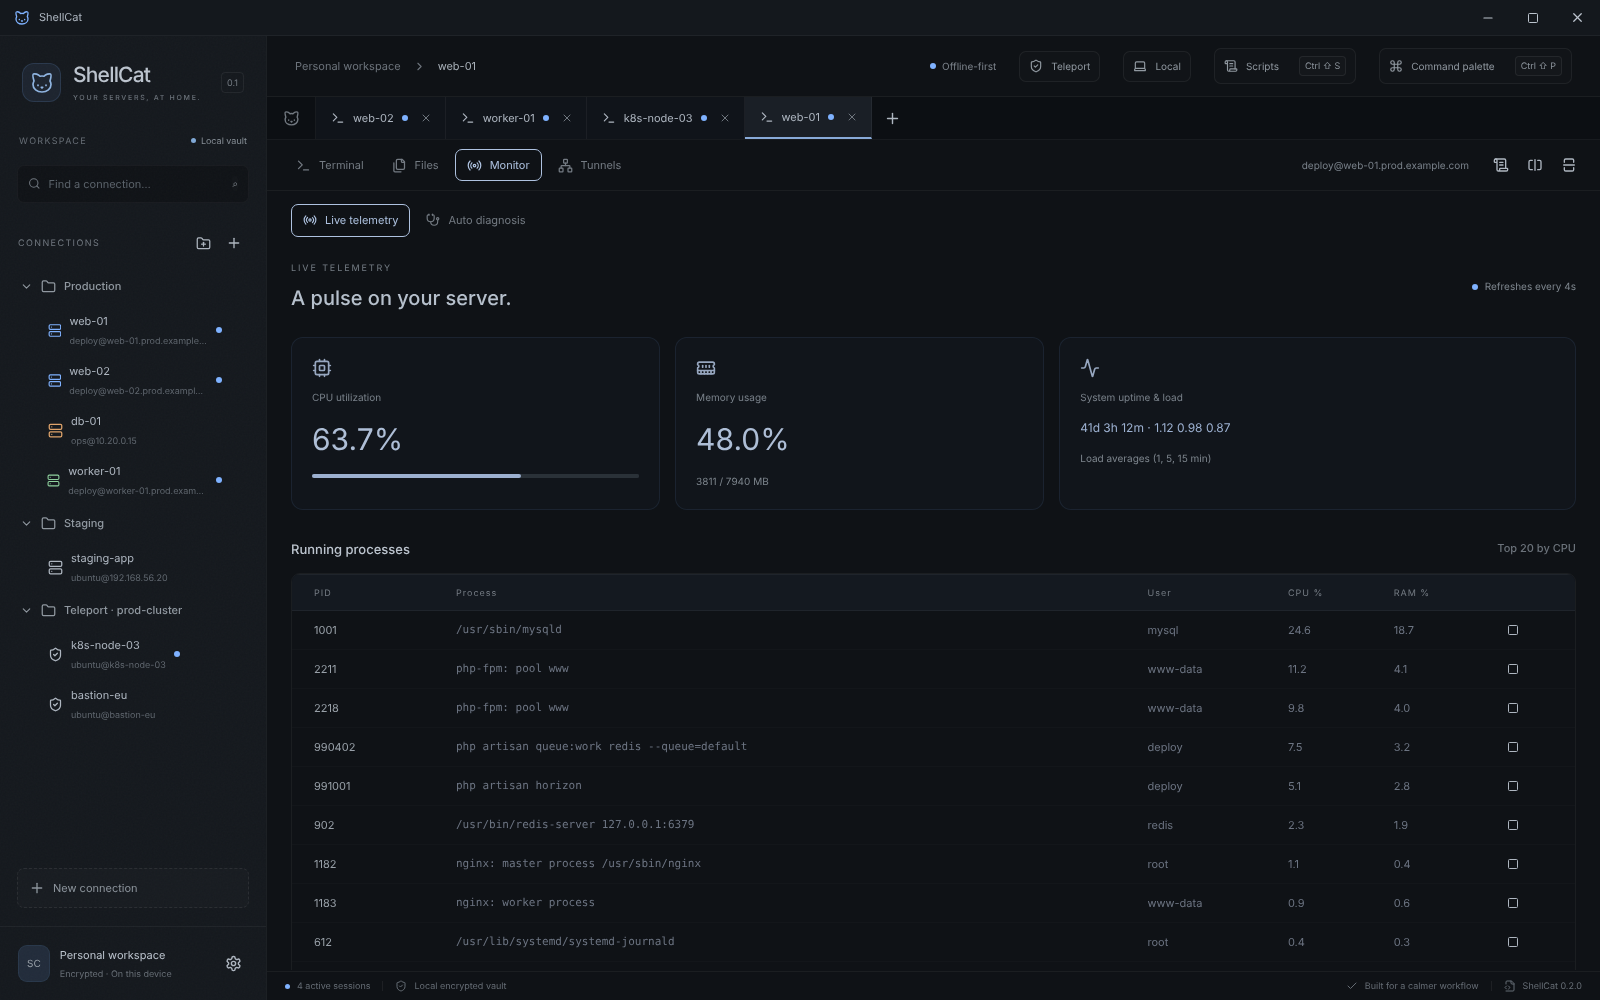 ShellCat
ShellCat
0.1
YOUR SERVERS, AT HOME.
WORKSPACE
Local vault
Find a connection...
CONNECTIONS
Production
web-01
deploy@web-01.prod.example...
web-02
deploy@web-02.prod.exampl...
db-01
ops@10.20.0.15
worker-01
deploy@worker-01.prod.exam...
Staging
staging-app
ubuntu@192.168.56.20
Teleport · prod-cluster
k8s-node-03
ubuntu@k8s-node-03
bastion-eu
ubuntu@bastion-eu
New connection
SC
Personal workspace
Encrypted · On this device
Personal workspace > web-01
Offline-first
Teleport
Local
Scripts Ctrl ⇧ S
Command palette Ctrl ⇧ P
web-02
worker-01
k8s-node-03
web-01
Terminal
Files
Monitor
Tunnels
deploy@web-01.prod.example.com
Live telemetry
Auto diagnosis
LIVE TELEMETRY
A pulse on your server.
Refreshes every 4s
CPU utilization
63.7%
Memory usage
48.0%
3811 / 7940 MB
System uptime & load
41d 3h 12m · 1.12 0.98 0.87
Load averages (1, 5, 15 min)
Running processes
Top 20 by CPU
PID Process User CPU % RAM %
1001 /usr/sbin/mysqld mysql 24.6 18.7
2211 php-fpm: pool www www-data 11.2 4.1
2218 php-fpm: pool www www-data 9.8 4.0
990402 php artisan queue:work redis --queue=default deploy 7.5 3.2
991001 php artisan horizon deploy 5.1 2.8
902 /usr/bin/redis-server 127.0.0.1:6379 redis 2.3 1.9
1182 nginx: master process /usr/sbin/nginx root 1.1 0.4
1183 nginx: worker process www-data 0.9 0.6
612 /usr/lib/systemd/systemd-journald root 0.4 0.3
4 active sessions
Local encrypted vault
Built for a calmer workflow
ShellCat 0.2.0